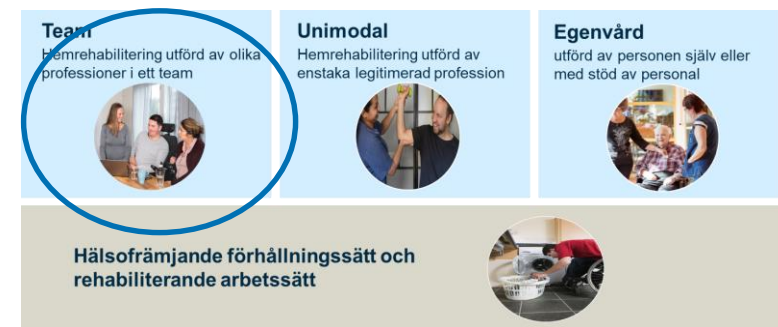 Team
Hemrehabilitering utförd av olika
professioner i ett team
Unimodal
Hemrehabilitering utförd av
enstaka legitimerad profession
Egenvård
utförd av personen själv eller
med stöd av personal
Hälsofrämjande förhållningssätt och
rehabiliterande arbetssätt